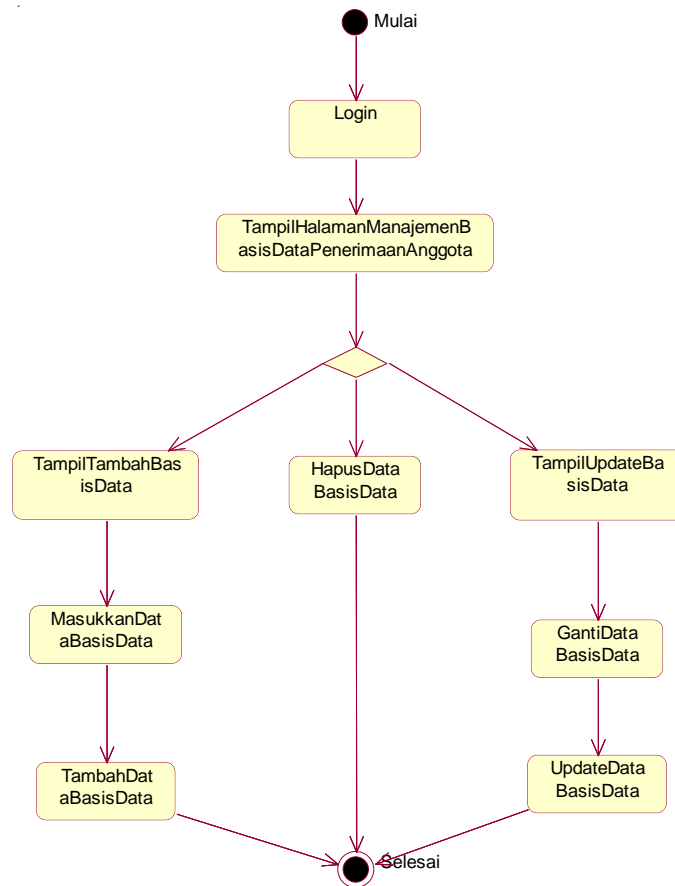 Mulai
Login
TampilHalamanManajemenB
asisDataPenerimaanAnggota
TampilTambahBas
isData
HapusData
BasisData
TampilUpdateBa
sisData
MasukkanDat
aBasisData
GantiData
BasisData
TambahDat
aBasisData
UpdateData
BasisData
Selesai